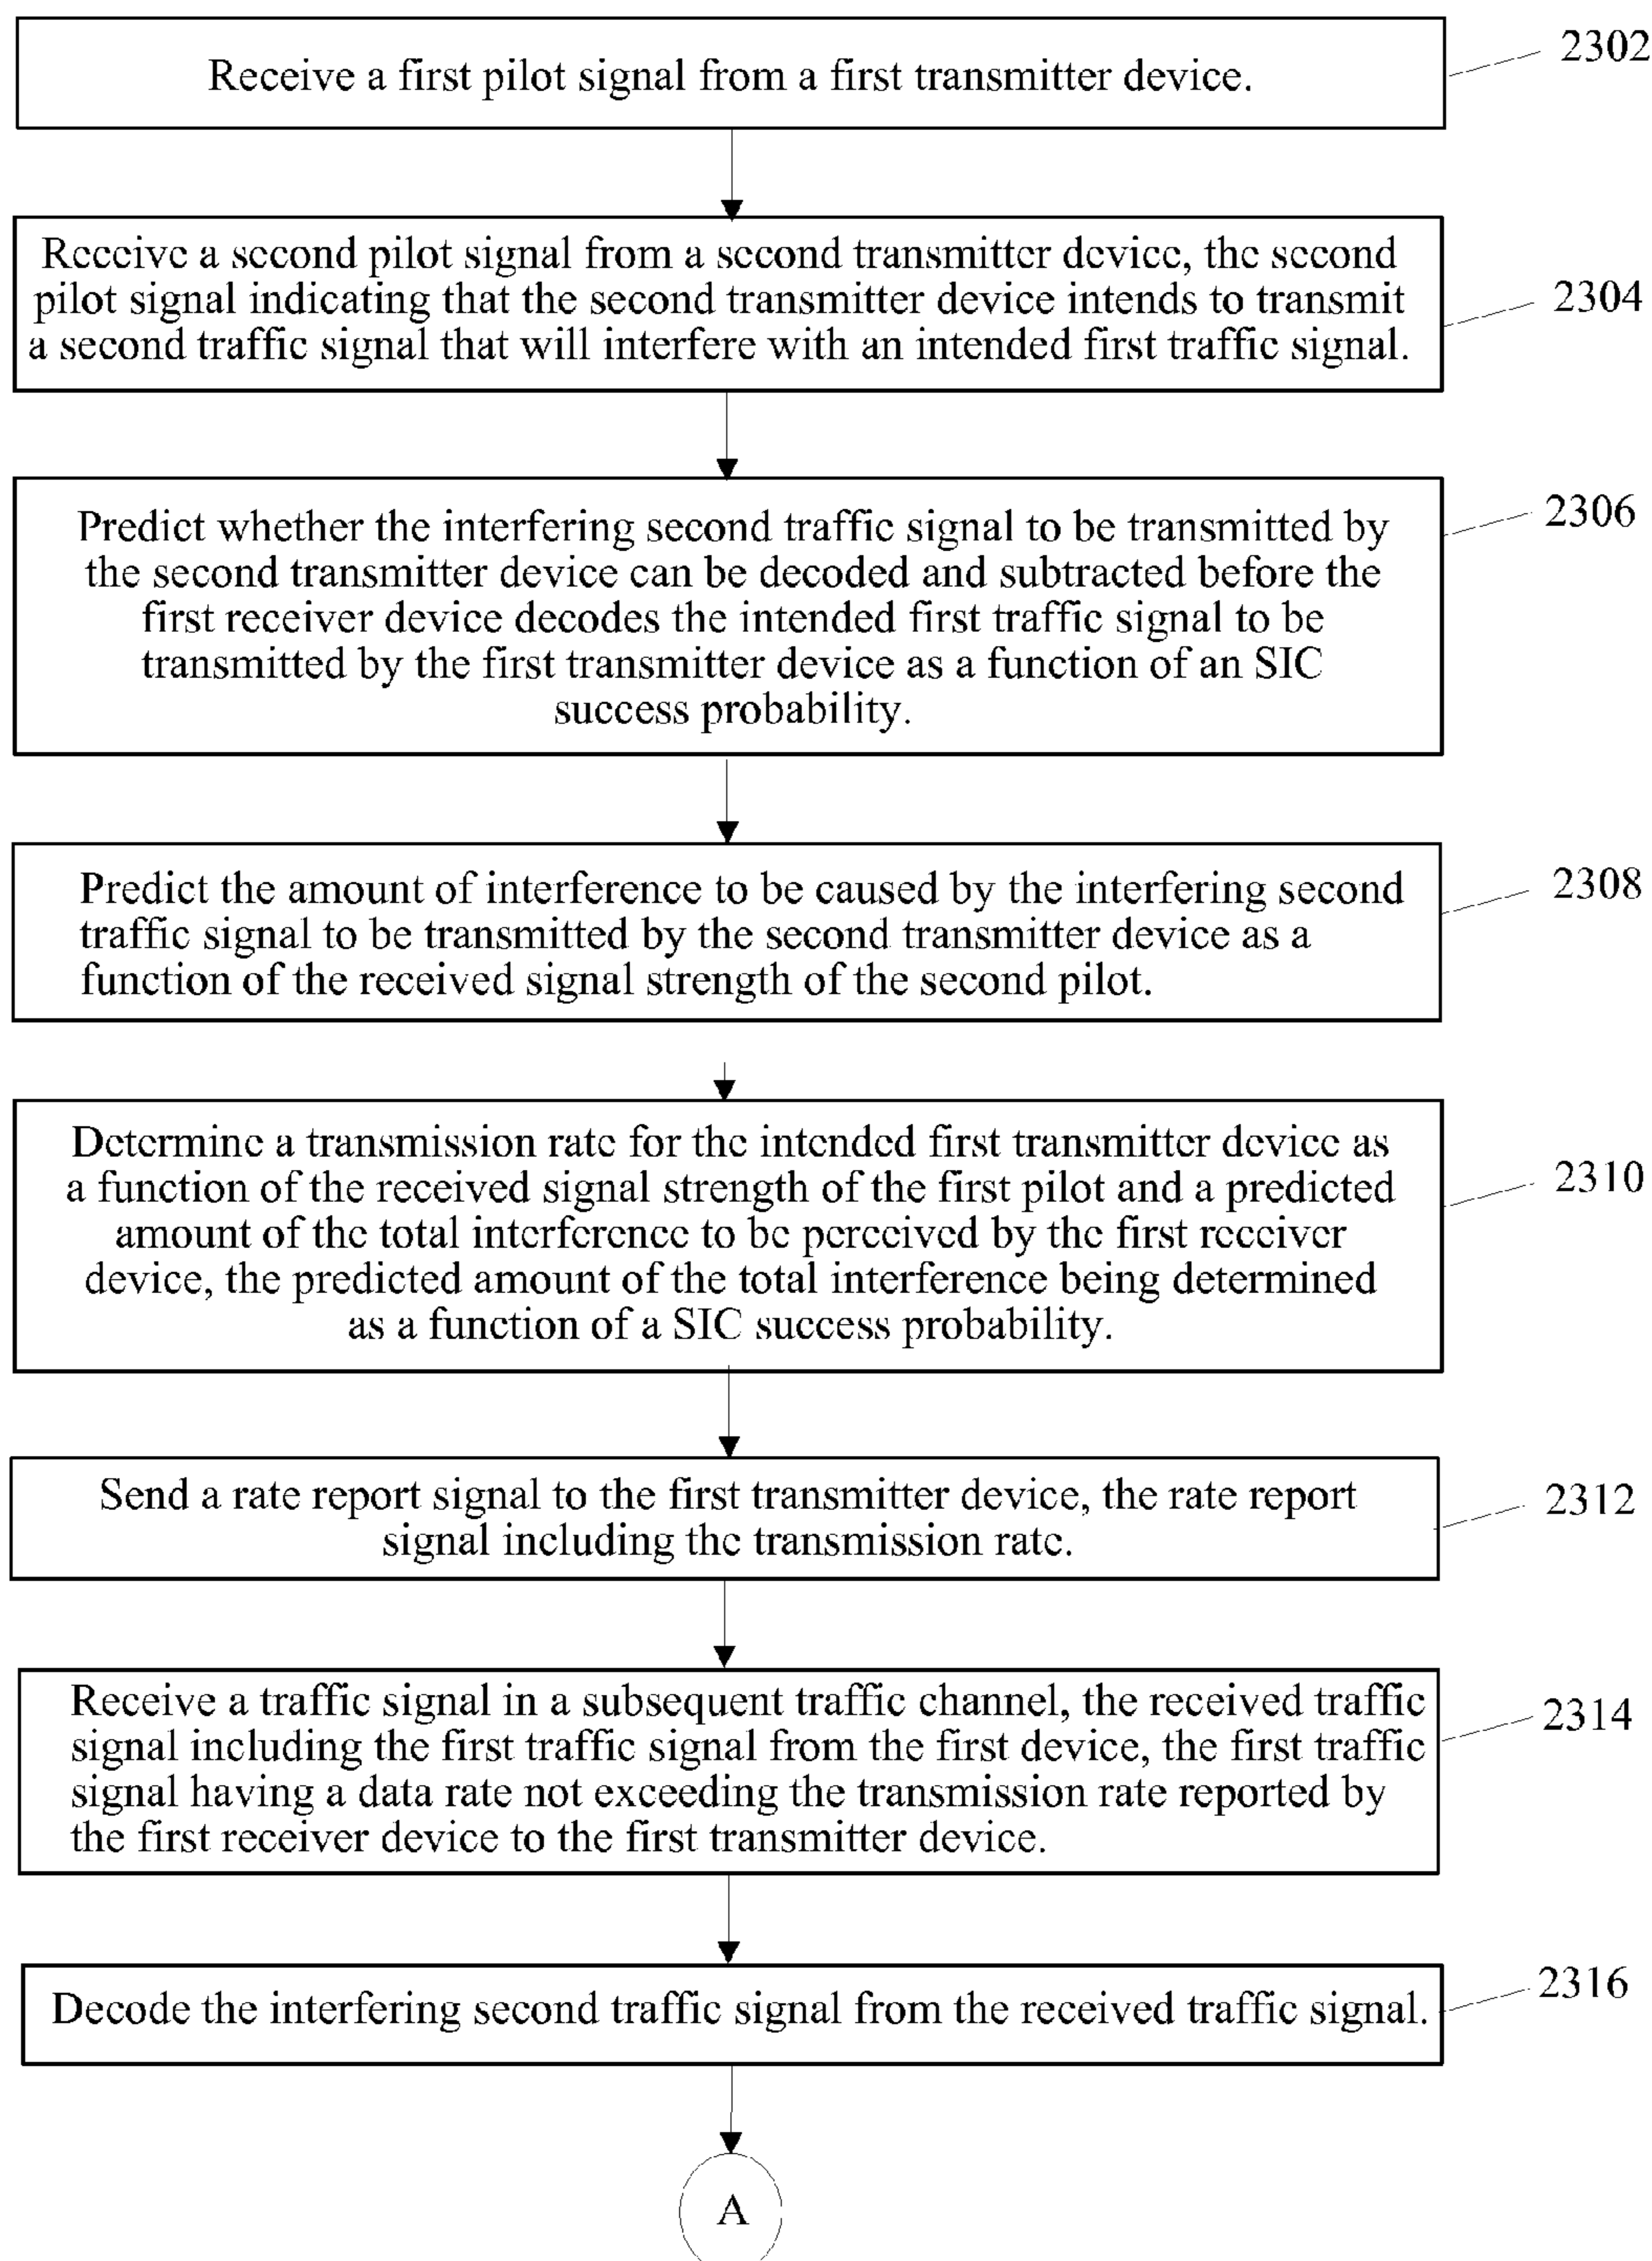 Receive a first pilot signal from a first transmitter device.
2302
Receive a second pilot signal from a second transmitter device, the second
pilot signal indicating that the second transmitter device intends to transmit
a second traffic signal that will interfere with an intended first traffic signal.
2304
Predict whether the interfering second traffic signal to be transmitted by
the second transmitter device can be decoded and subtracted before the
first receiver device decodes the intended first traffic signal to be
transmitted by the first transmitter device as a function of an SIC
success probability.
2306
Predict the amount of interference to be caused by the interfering second
traffic signal to be transmitted by the second transmitter device as a
function of the received signal strength of the second pilot.
2308
Determine a transmission rate for the intended first transmitter device as
a function of the received signal strength of the first pilot and a predicted
amount of the total interference to be perceived by the first receiver
device, the predicted amount of the total interference being determined
as a function of a SIC success probability.
2310
Send a rate report signal to the first transmitter device, the rate report
signal including the transmission rate.
2312
Receive a traffic signal in a subsequent traffic channel, the received traffic
signal including the first traffic signal from the first device, the first traffic
signal having a data rate not exceeding the transmission rate reported by
the first receiver device to the first transmitter device.
2314
Decode the interfering second traffic signal from the received traffic signal.
2316
A